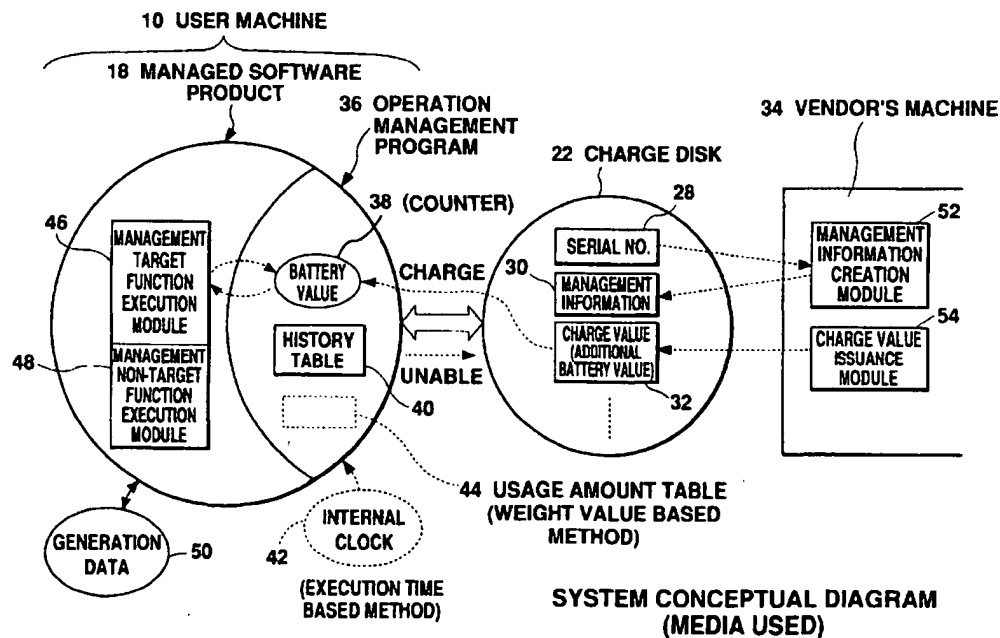 10 USER MACHINE
18 MANAGED SOFTWARE
PRODUCT
36 OPERATION
MANAGEMENT
PROGRAM
34 VENDOR'S MACHINE
22 CHARGE DISK
38 (COUNTER)
28
52
46
MANAGEMENT
TARGET
FUNCTION
EXECUTION
MODULE
BATTERY
VALUE
CHARGE
SERIAL NO.
30
MANAGEMENT
INFORMATION
MANAGEMENT
INFORMATION
CREATION
MODULE
54
48
MANAGEMENT
NON-TARGET
FUNCTION
EXECUTION
MODULE
HISTORY
TABLE
UNABLE
CHARGE VALUE
(ADDITIONAL
BATTERY VALUE)
CHARGE VALUE
ISSUANCE
MODULE
40
32
44 USAGE AMOUNT TABLE
(WEIGHT VALUE BASED
METHOD)
GENERATION
DATA
50
42
INTERNAL
CLOCK
(EXECUTION TIME
BASED METHOD)
SYSTEM CONCEPTUAL DIAGRAM
(MEDIA USED)